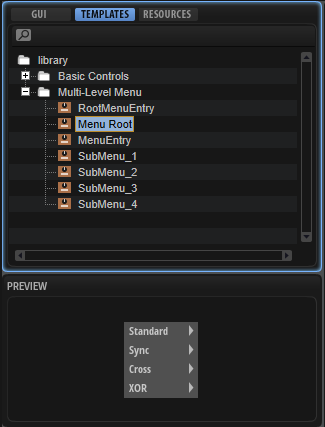 GUI TEMPLATES RESOURCES
library
Basic Controls
Multi-Level Menu
RootMenuEntry
Menu Root
MenuEntry
SubMenu_1
SubMenu_2
SubMenu_3
SubMenu_4
PREVIEW
Standard
Sync
Cross
XOR